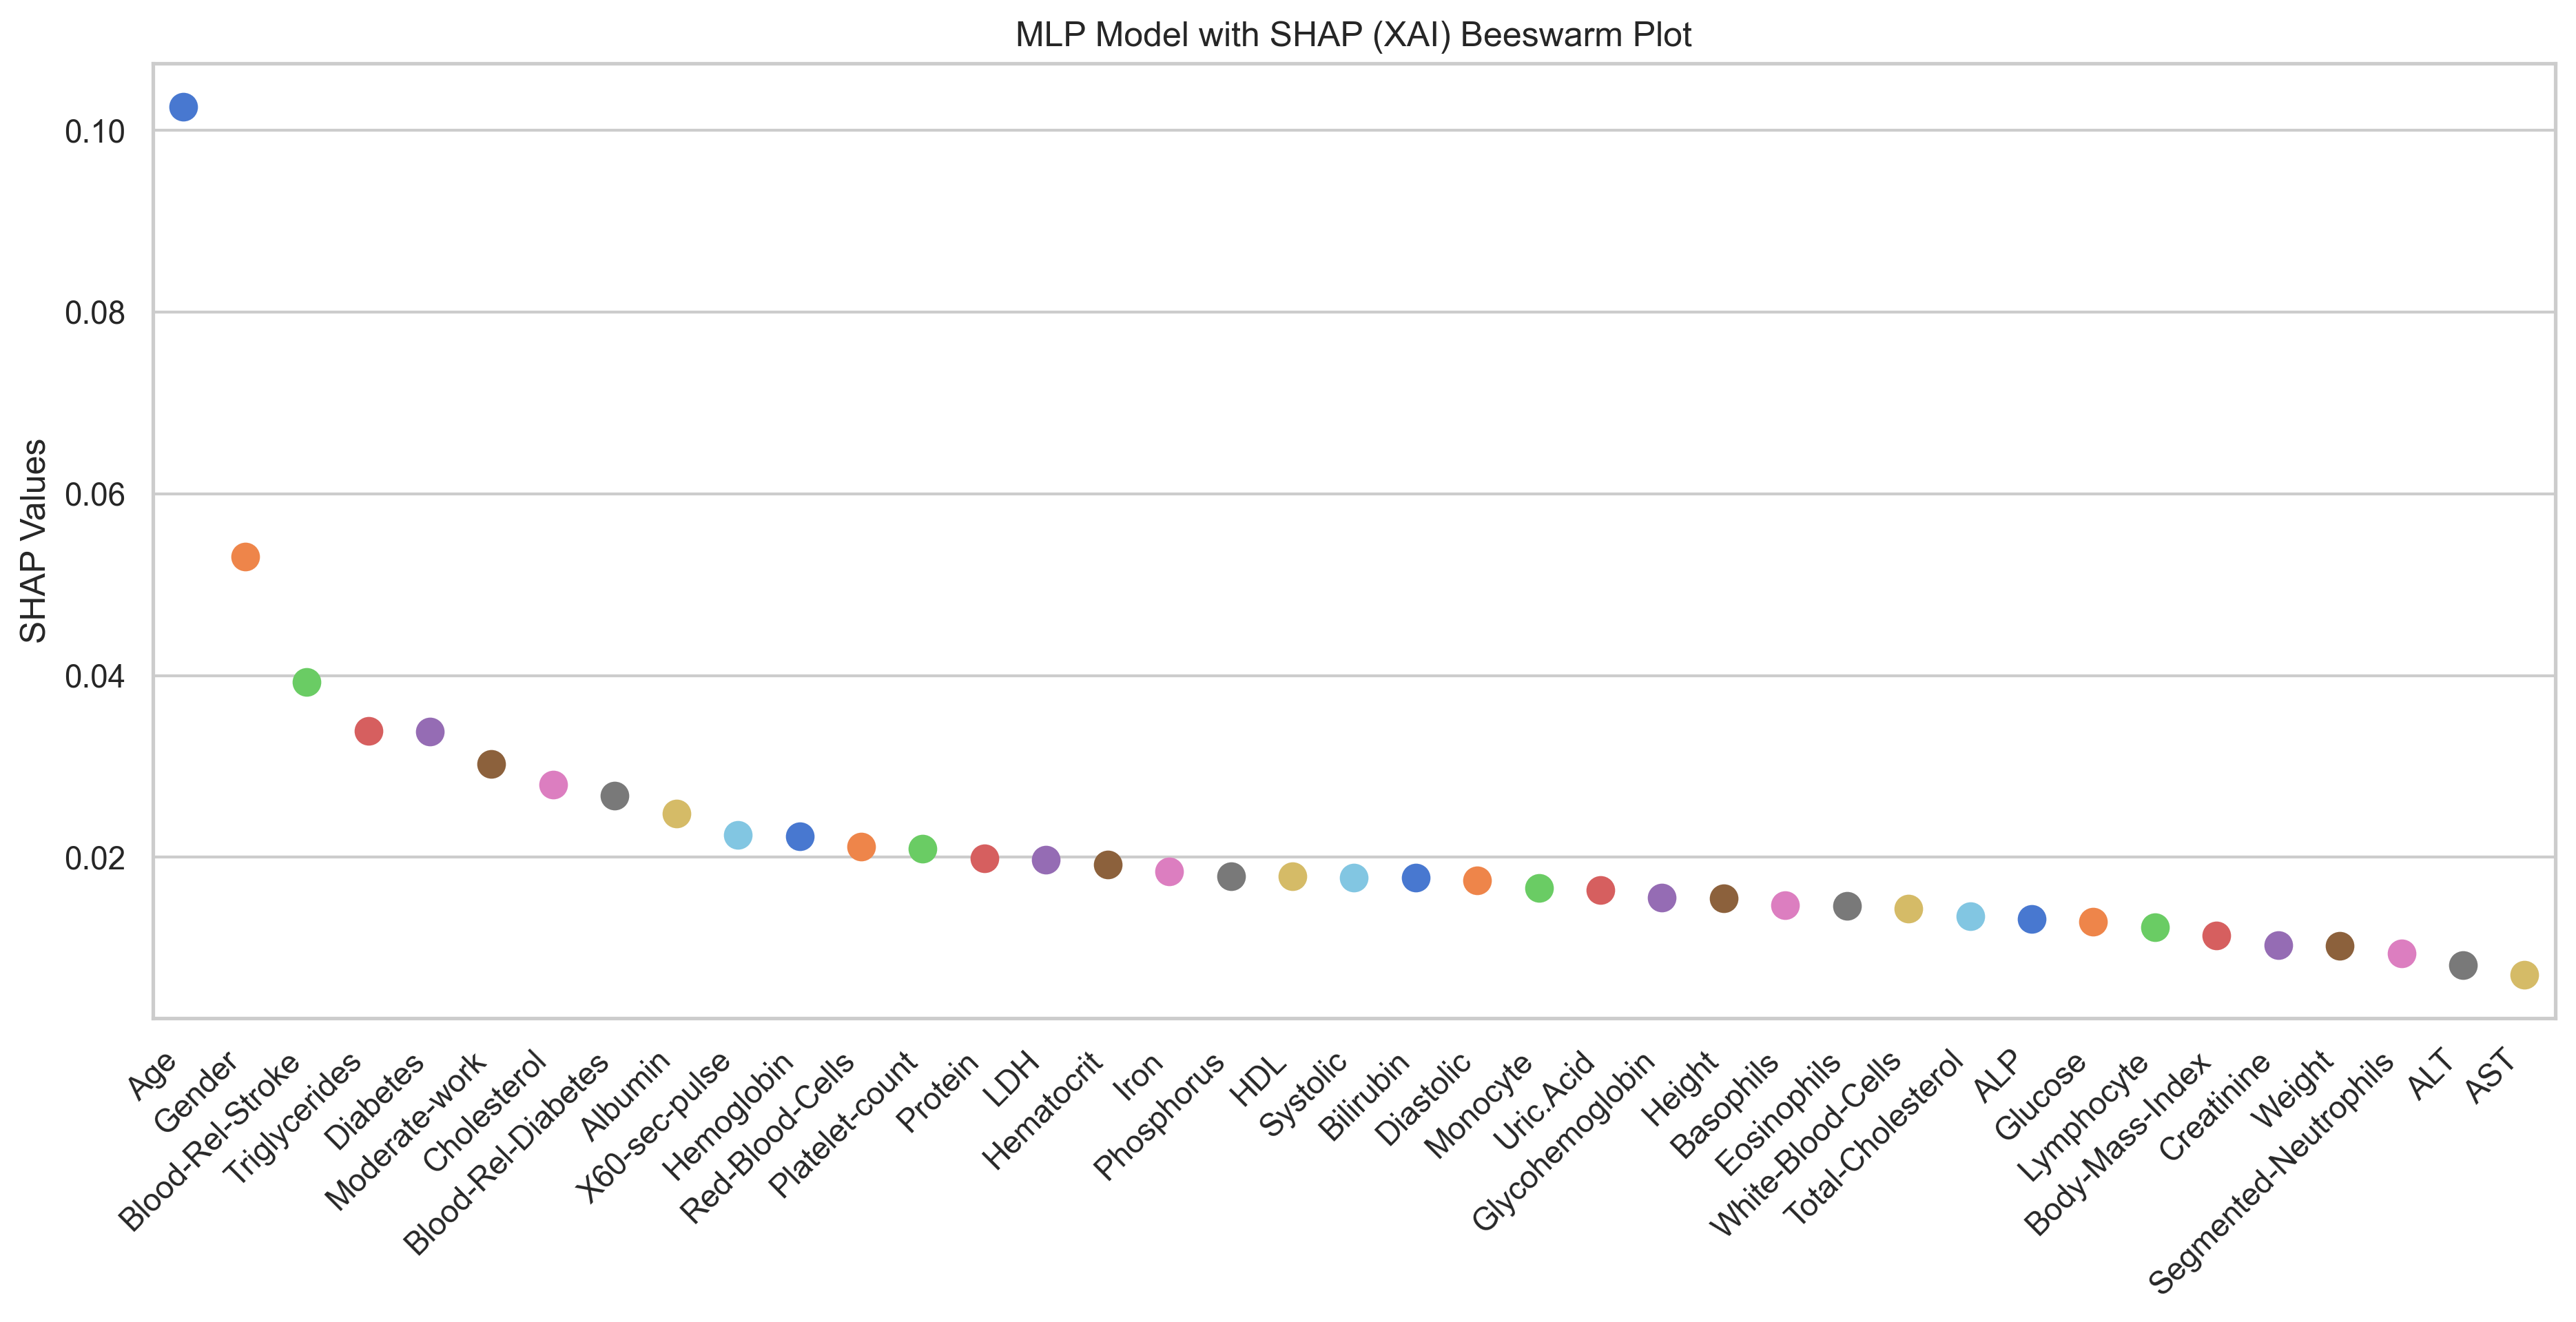 MLP Model with SHAP (XAI) Beeswarm Plot
SHAP Values
0.10
0.08
0.06
0.04
0.02
Age
Gender
Blood-Rel-Stroke
Triglycerides
Diabetes
Moderate-work
Cholesterol
Blood-Rel-Diabetes
Albumin
X60-sec-pulse
Hemoglobin
Red-Blood-Cells
Platelet-count
Protein
LDH
Hematocrit
Iron
Phosphorus
HDL
Systolic
Bilirubin
Diastolic
Monocyte
Uric.Acid
Glycohemoglobin
Height
Basophils
Eosinophils
White-Blood-Cells
Total-Cholesterol
ALP
Glucose
Lymphocyte
Body-Mass-Index
Creatinine
Weight
Segmented-Neutrophils
ALT
AST